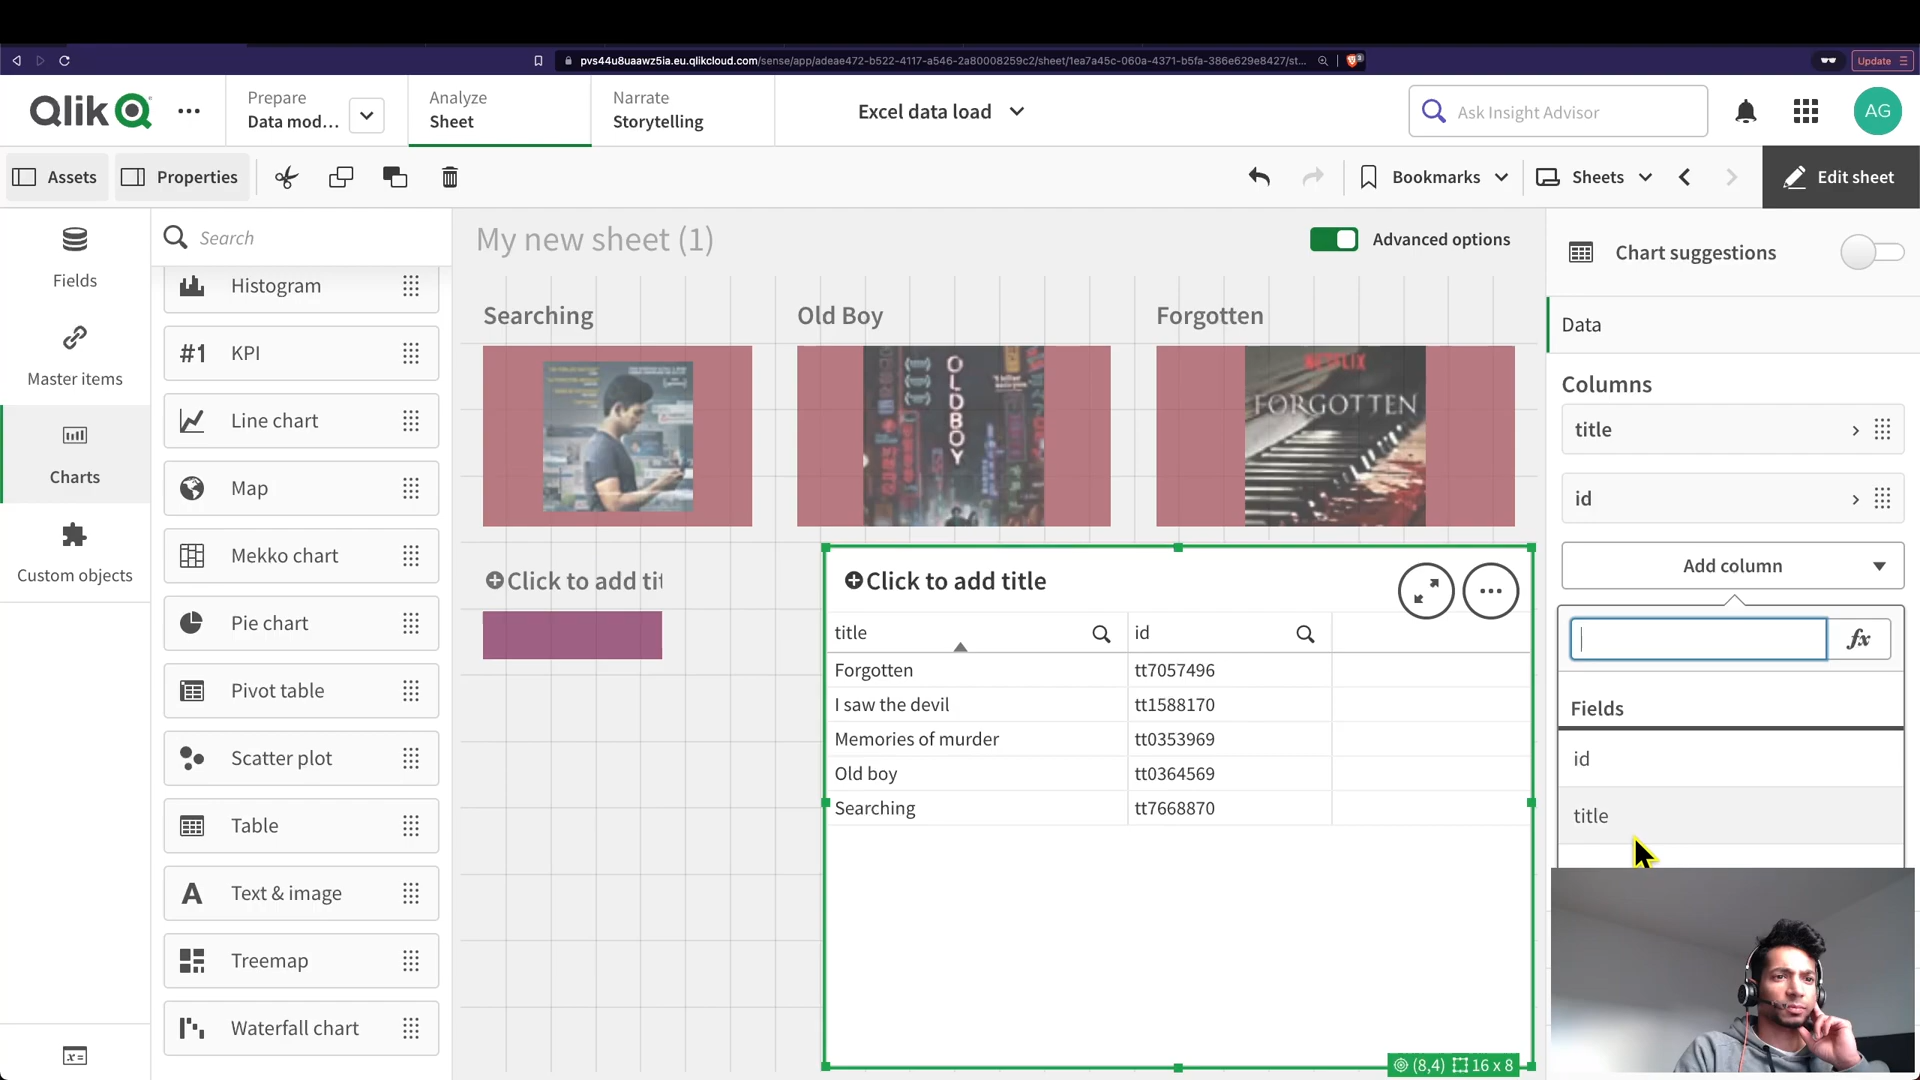 pvs44u8uaawz5ia.eu.qlikcloud.com/sense/app/adeae472-b522-4117-a546-2a80008259c2/sheet/1ea7a45c-060a-4371-b5fa-386e629e8427/st...
Update
Qlik
Prepare
Data mod...
Analyze
Sheet
Narrate
Storytelling
Excel data load
Ask Insight Advisor
AG
Assets
Properties
Bookmarks
Sheets
Edit sheet
Fields
Master items
Charts
Custom objects
Search
Histogram
#1 KPI
Line chart
Map
Mekko chart
Pie chart
Pivot table
Scatter plot
Table
A Text & image
Treemap
Waterfall chart
My new sheet (1)
Advanced options
Searching
Old Boy
Forgotten
OLDBOY
NETFLIX
FORGOTTEN
Click to add tit
Click to add title
title id
Forgotten tt7057496
I saw the devil tt1588170
Memories of murder tt0353969
Old boy tt0364569
Searching tt7668870
(8,4) 16 x 8
Chart suggestions
Data
Columns
title
id
Add column
fx
Fields
id
title